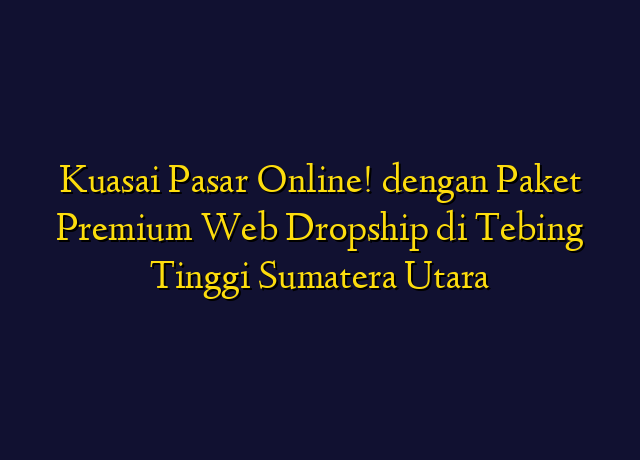 Kuasai Pasar Online! dengan Paket
Premium Web Dropship di Tebing
Tinggi Sumatera Utara